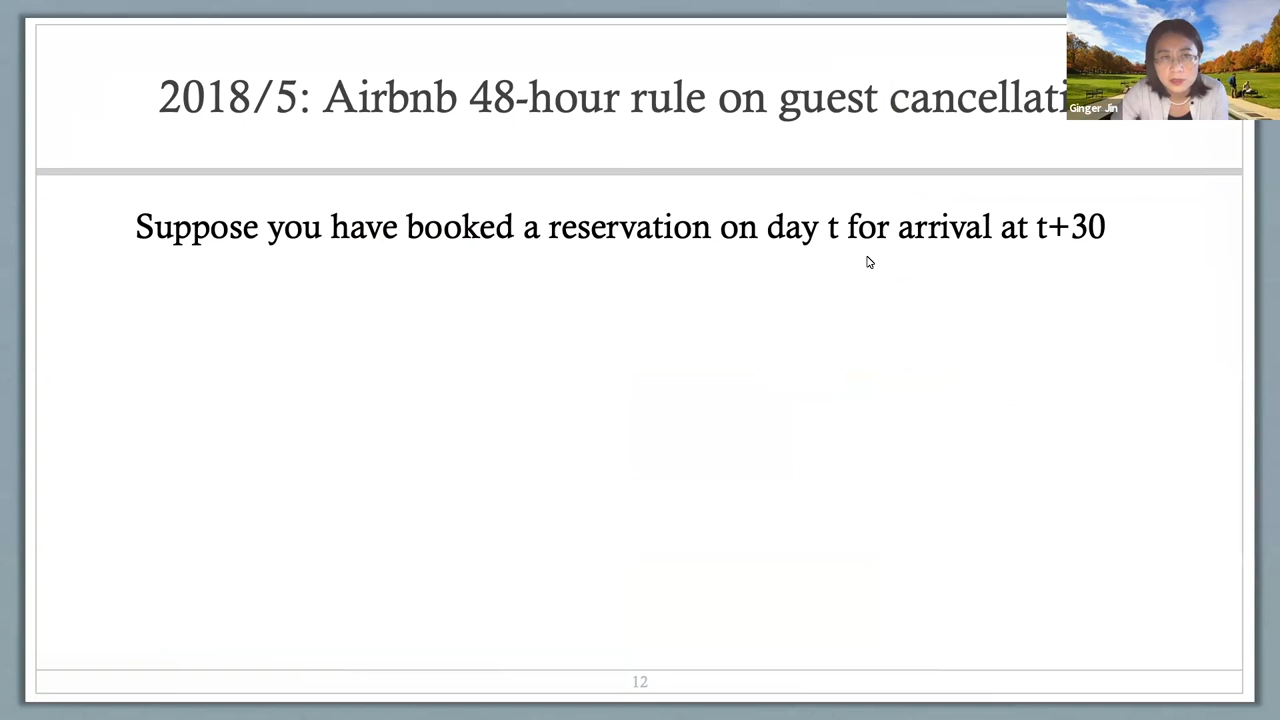 2018/5: Airbnb 48-hour rule on guest cancellati
Ginger Jin
Suppose you have booked a reservation on day t for arrival at t+30
12